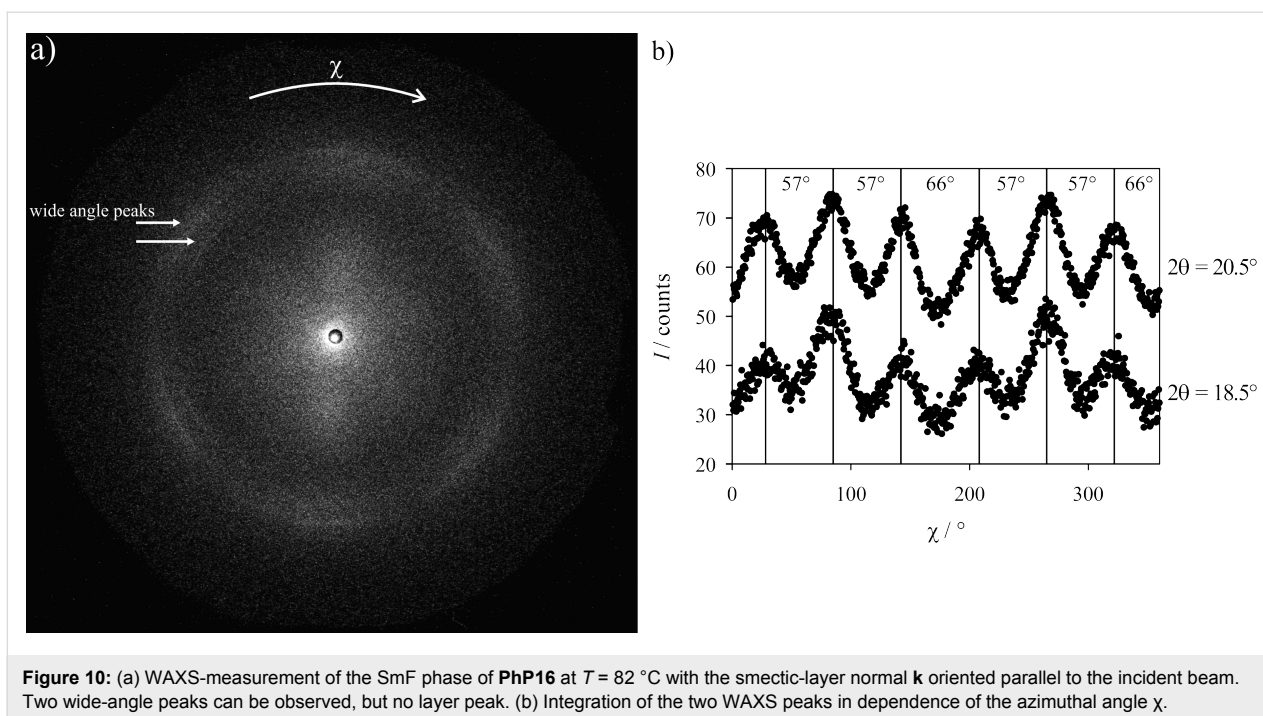 a)
χ
wide angle peaks
b)
80
70
60
50
40
30
20
I / counts
57° 57° 66° 57° 57° 66°
2θ = 20.5°
2θ = 18.5°
0 100 200 300
χ / °
Figure 10: (a) WAXS-measurement of the SmF phase of PhP16 at T = 82 °C with the smectic-layer normal k oriented parallel to the incident beam.
Two wide-angle peaks can be observed, but no layer peak. (b) Integration of the two WAXS peaks in dependence of the azimuthal angle χ.